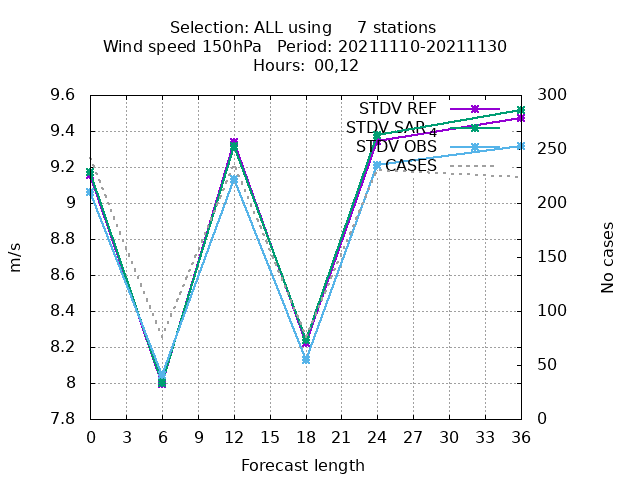 Selection: ALL using     7 stations
Wind speed 150hPa   Period: 20211110-20211130
Hours:  00,12
9.6
9.4
9.2
9
8.8
8.6
8.4
8.2
8
7.8
m/s
STDV REF
STDV SAR_4
STDV OBS
CASES
300
250
200
150
100
50
0
No cases
0 3 6 9 12 15 18 21 24 27 30 33 36
Forecast length